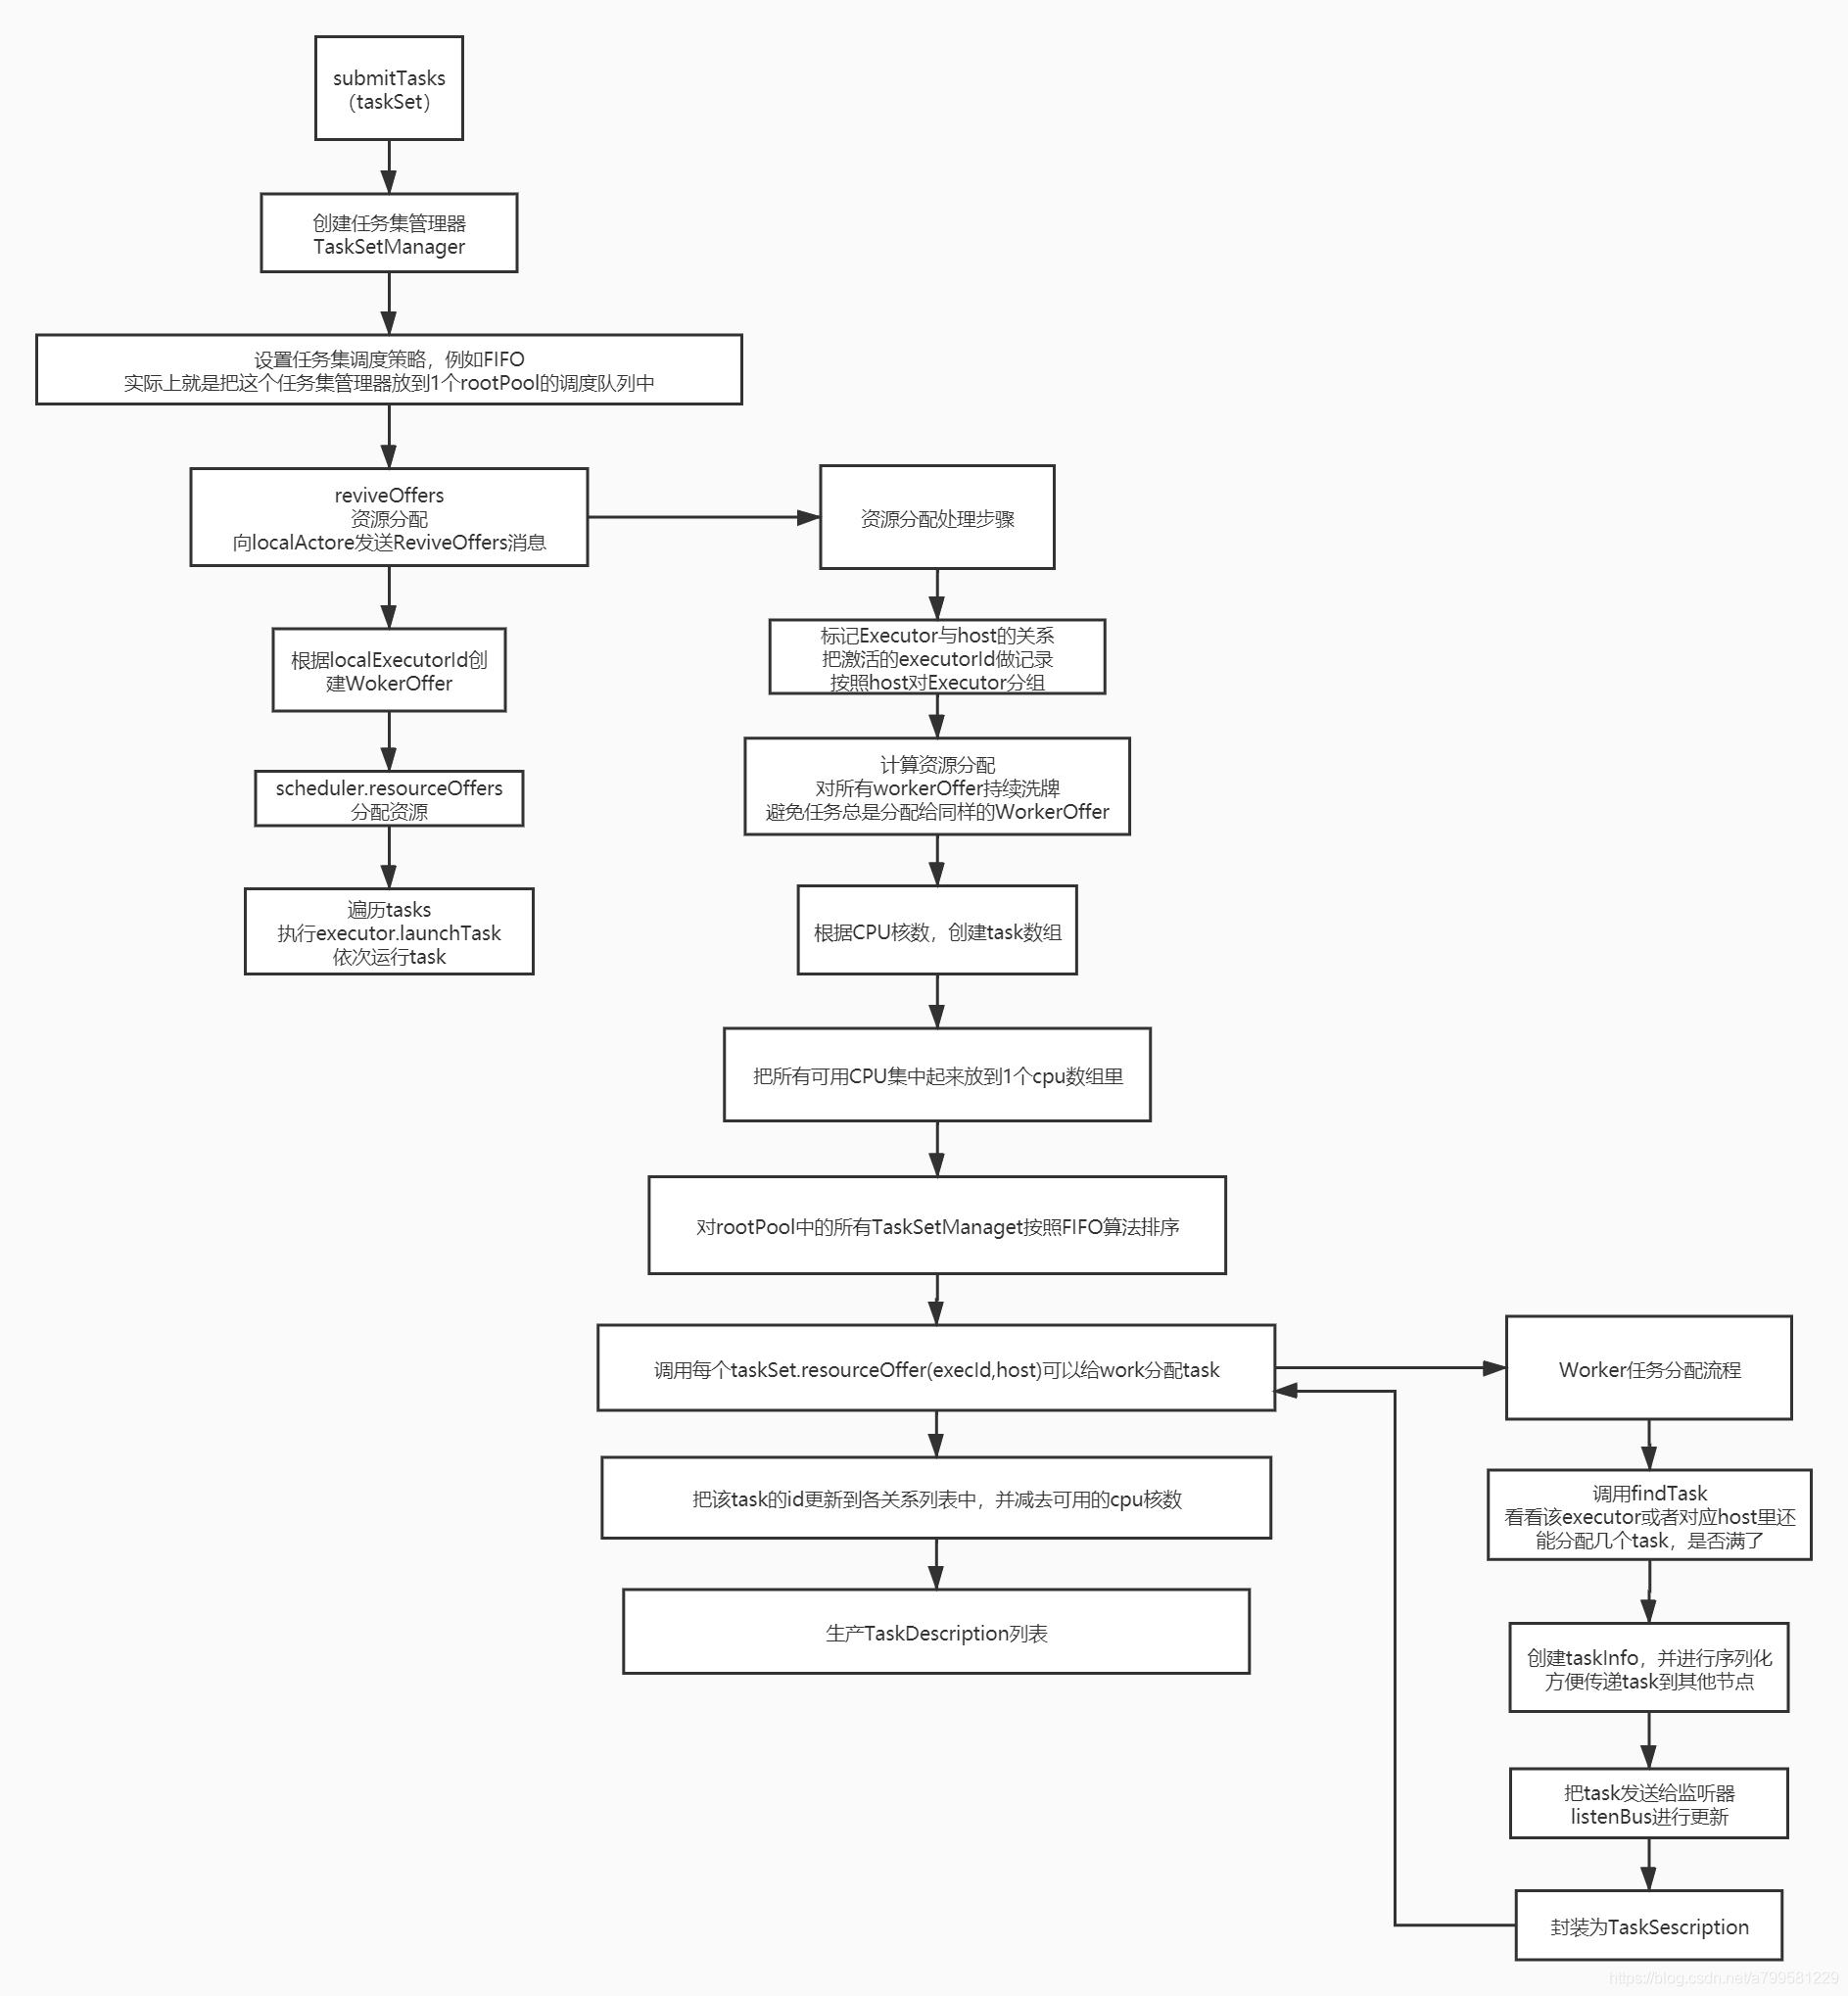 submitTasks
（taskSet）
创建任务集管理器
TaskSetManager
设置任务集调度策略，例如FIFO
实际上就是把这个任务集管理器放到1个rootPool的调度队列中
reviveOffers
资源分配
向localActore发送ReviveOffers消息
根据localExecutorId创
建WokerOffer
scheduler.resourceOffers
分配资源
遍历tasks
执行executor.launchTask
依次运行task
资源分配处理步骤
标记Executor与host的关系
把激活的executorId做记录
按照host对Executor分组
计算资源分配
对所有workerOffer持续洗牌
避免任务总是分配给同样的WorkerOffer
根据CPU核数，创建task数组
把所有可用CPU集中起来放到1个cpu数组里
对rootPool中的所有TaskSetManaget按照FIFO算法排序
调用每个taskSet.resourceOffer(execId,host)可以给work分配task
把该task的id更新到各关系列表中，并减去可用的cpu核数
生产TaskDescription列表
Worker任务分配流程
调用findTask
看看该executor或者对应host里还
能分配几个task，是否满了
创建taskInfo，并进行序列化
方便传递task到其他节点
把task发送给监听器
listenBus进行更新
封装为TaskSescription
https://blog.csdn.net/a799581229